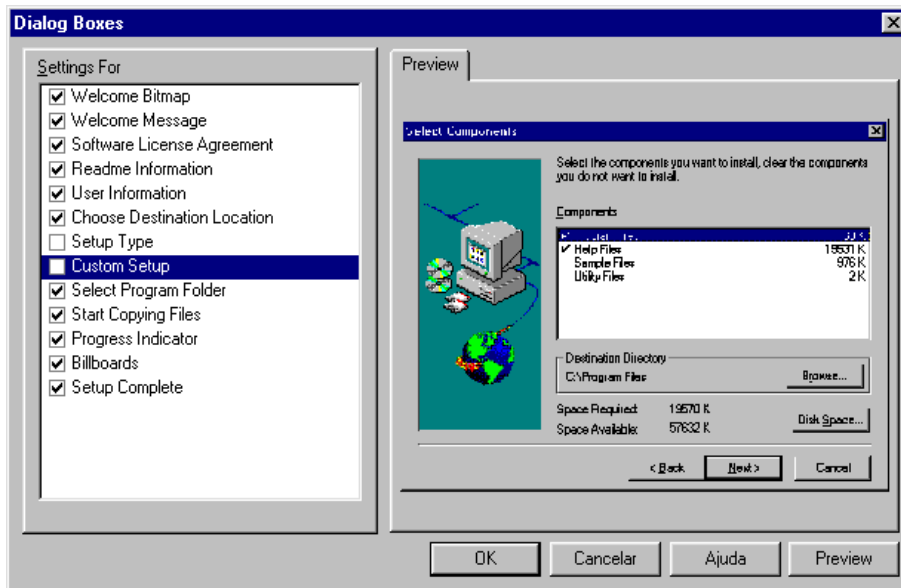 Dialog Boxes
Settings For
Welcome Bitmap
Welcome Message
Software License Agreement
Readme Information
User Information
Choose Destination Location
Setup Type
Custom Setup
Select Program Folder
Start Copying Files
Progress Indicator
Billboards
Setup Complete
Preview
Select Components
Select the components you want to install, clear the components
you do not want to install.
Components
Help Files 19531 K
Sample Files 976 K
Utility Files 2 K
Destination Directory
C:\Program Files
Browse...
Space Required: 19570 K
Space Available: 57632 K
Disk Space...
< Back Next > Cancel
OK Cancelar Ajuda Preview